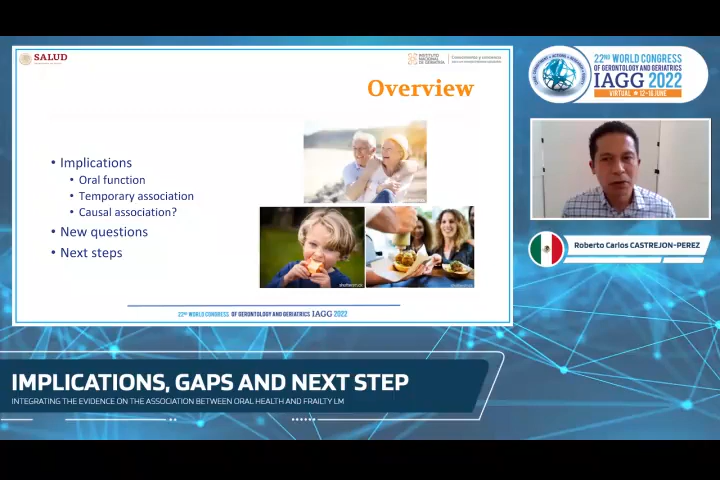 SALUD
INSTITUTO
NACIONAL
DE GERIATRÍA
Overview
• Implications
• Oral function
• Temporary association
• Causal association?
• New questions
• Next steps
shutterstock
shutterstock
shutterstock
22ND WORLD CONGRESS OF GERONTOLOGY AND GERIATRICS IAGG 2022
22ND WORLD CONGRESS
OF GERONTOLOGY AND GERIATRICS
IAGG 2022
VIRTUAL • 12-16 JUNE
Roberto Carlos CASTREJON-PEREZ
IMPLICATIONS, GAPS AND NEXT STEP
INTEGRATING THE EVIDENCE ON THE ASSOCIATION BETWEEN ORAL HEALTH AND FRAILTY LM